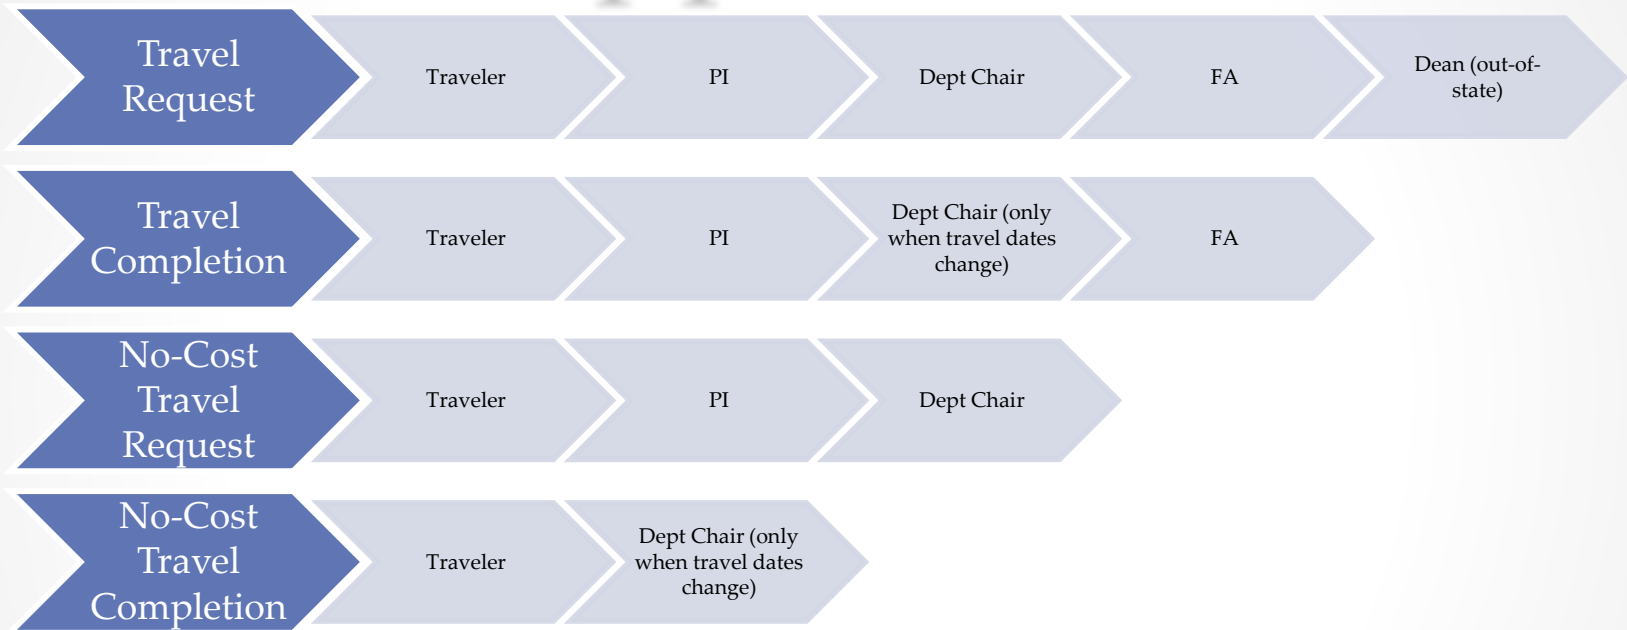 Travel
Request
Traveler
PI
Dept Chair
FA
Dean (out-of-
state)
Travel
Completion
Traveler
PI
Dept Chair (only
when travel dates
change)
FA
No-Cost
Travel
Request
Traveler
PI
Dept Chair
No-Cost
Travel
Completion
Traveler
Dept Chair (only
when travel dates
change)